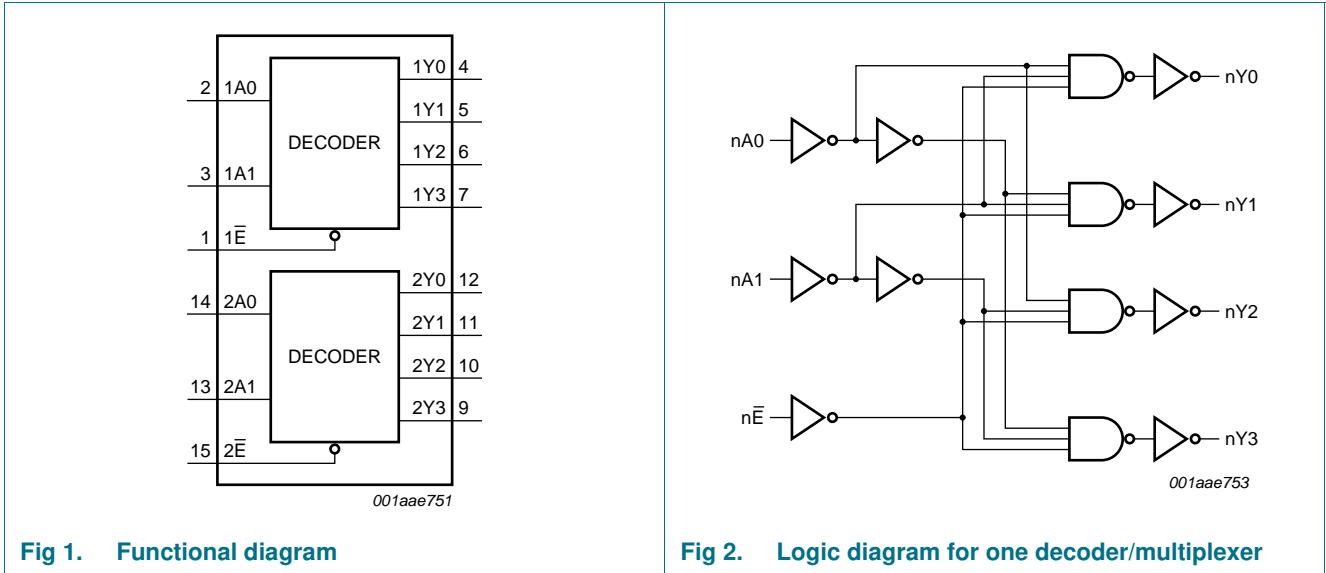 2 1A0
3 1A1
1 1E̅
DECODER
1Y0 4
1Y1 5
1Y2 6
1Y3 7
14 2A0
13 2A1
15 2E̅
DECODER
2Y0 12
2Y1 11
2Y2 10
2Y3 9
001aae751
Fig 1. Functional diagram
nA0
nA1
nE̅
nY0
nY1
nY2
nY3
001aae753
Fig 2. Logic diagram for one decoder/multiplexer